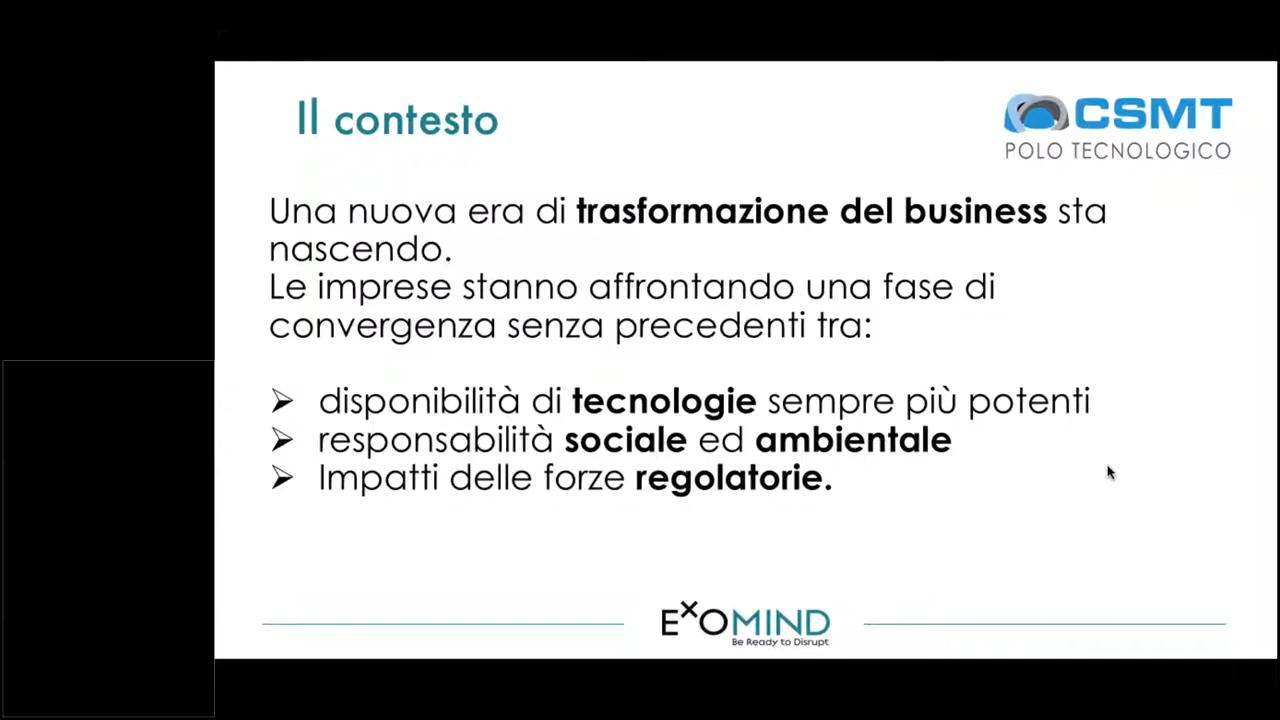 Il contesto
CSMT
POLO TECNOLOGICO
Una nuova era di trasformazione del business sta
nascendo.
Le imprese stanno affrontando una fase di
convergenza senza precedenti tra:
disponibilità di tecnologie sempre più potenti
responsabilità sociale ed ambientale
Impatti delle forze regolatorie.
EXOMIND
Be Ready to Disrupt